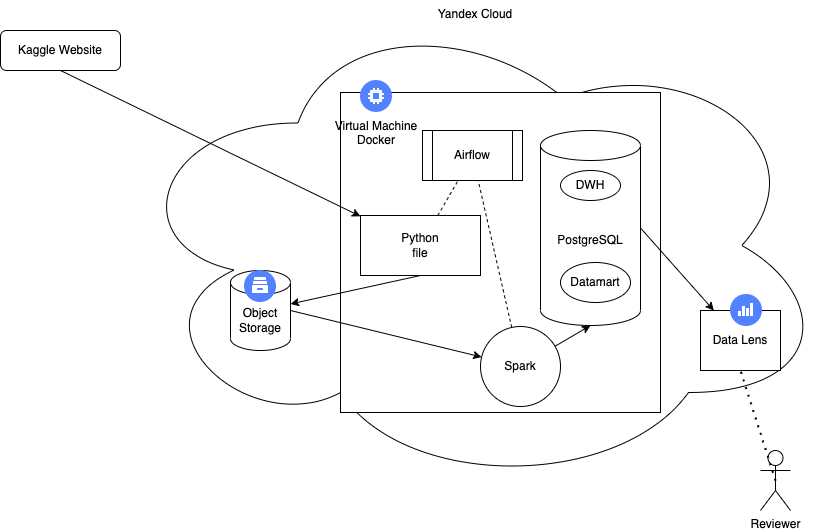 Yandex Cloud
Kaggle Website
Virtual Machine
Docker
Airflow
DWH
Python
file
PostgreSQL
Datamart
Object
Storage
Data Lens
Spark
Reviewer